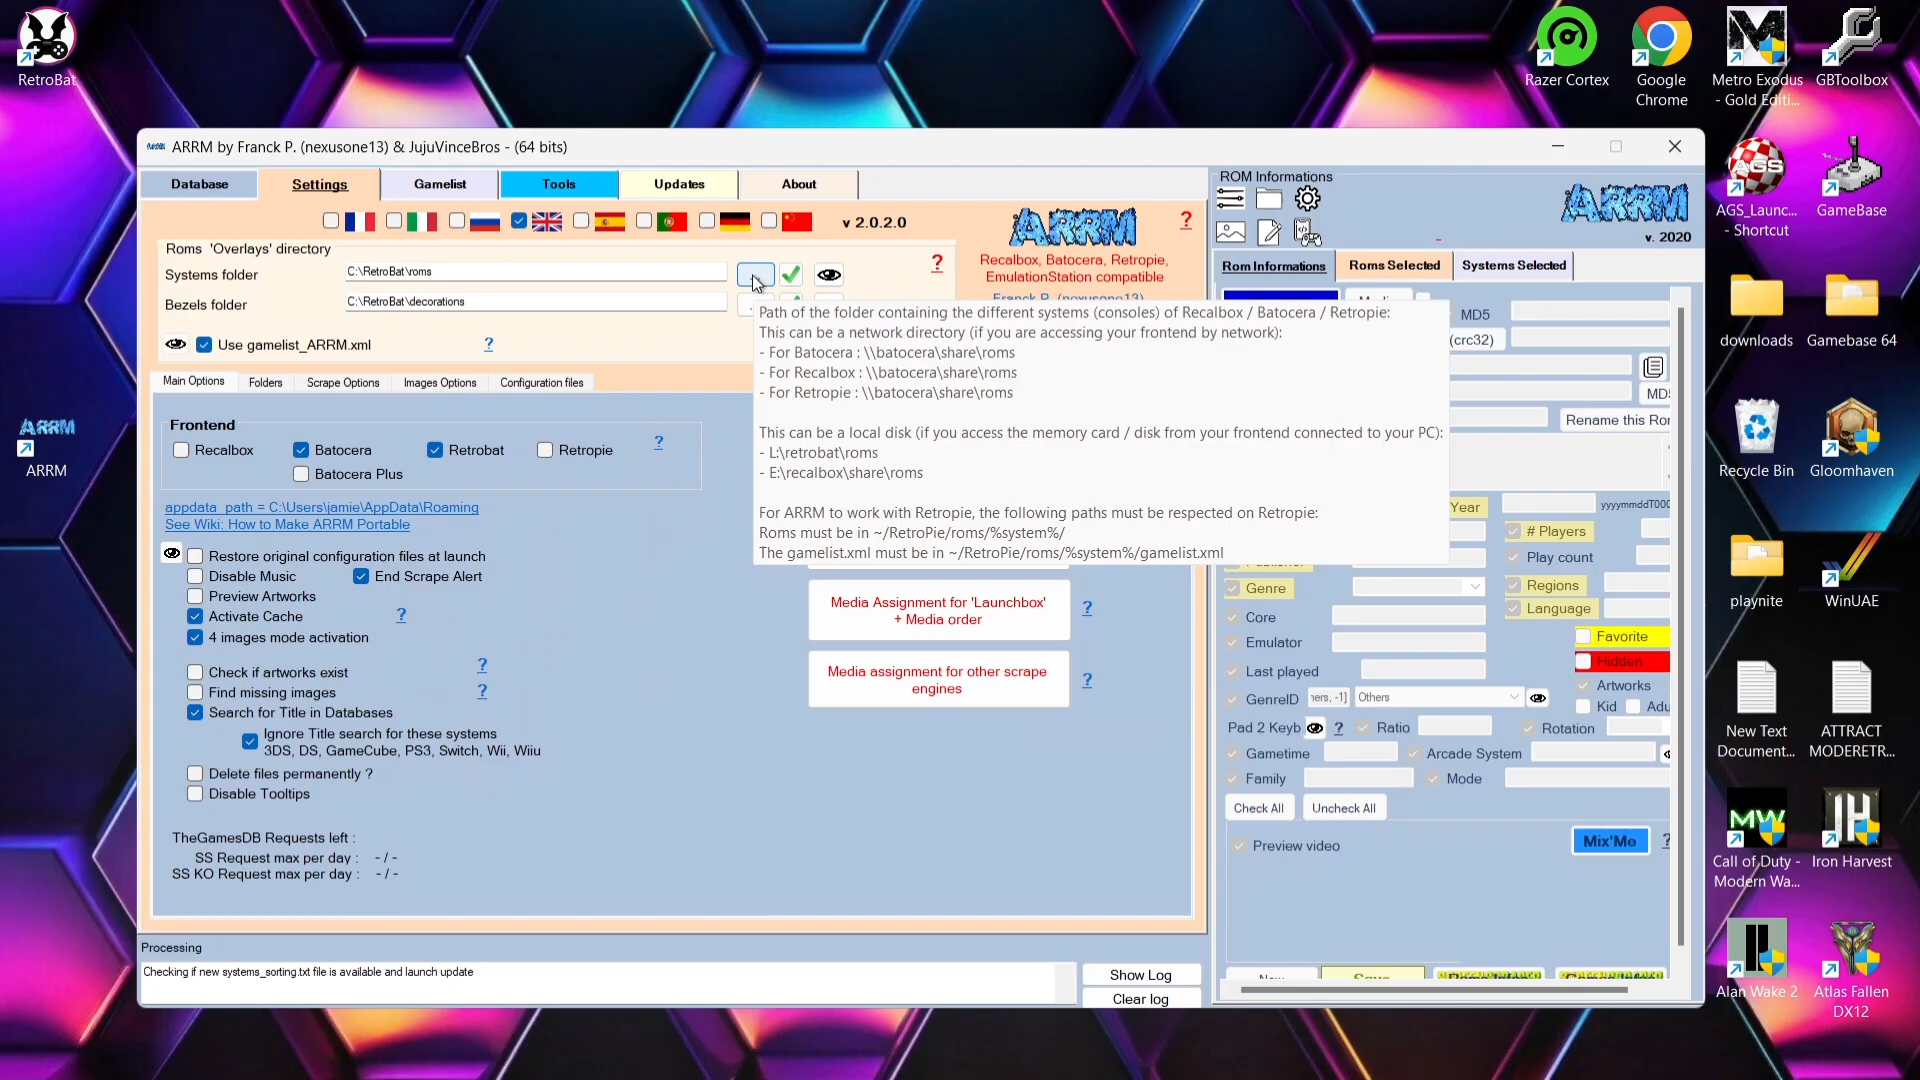 RetroBat
Razer Cortex
Google
Chrome
Metro Exodus
- Gold Editi...
GBToolbox
ARRM by Franck P. (nexusone13) & JujuVinceBros - (64 bits)
Database
Settings
Gamelist
Tools
Updates
About
v 2.0.2.0
ARRM
?
Recalbox, Batocera, Retropie,
EmulationStation compatible
Franck P. (nexusone13)
Roms 'Overlays' directory
Systems folder
C:\RetroBat\roms
?
Bezels folder
C:\RetroBat\decorations
Use gamelist_ARRM.xml
?
Path of the folder containing the different systems (consoles) of Recalbox / Batocera / Retropie:
This can be a network directory (if you are accessing your frontend by network):
- For Batocera : \\batocera\share\roms
- For Recalbox : \\batocera\share\roms
- For Retropie : \\batocera\share\roms
This can be a local disk (if you access the memory card / disk from your frontend connected to your PC):
- L:\retrobat\roms
- E:\recalbox\share\roms
For ARRM to work with Retropie, the following paths must be respected on Retropie:
Roms must be in ~/RetroPie/roms/%system%/
The gamelist.xml must be in ~/RetroPie/roms/%system%/gamelist.xml
Main Options
Folders
Scrape Options
Images Options
Configuration files
Frontend
Recalbox
Batocera
Retrobat
Retropie
?
Batocera Plus
appdata_path = C:\Users\jamie\AppData\Roaming
See Wiki: How to Make ARRM Portable
Restore original configuration files at launch
Disable Music
End Scrape Alert
Preview Artworks
Activate Cache
?
4 images mode activation
Check if artworks exist
?
Find missing images
?
Search for Title in Databases
Ignore Title search for these systems
3DS, DS, GameCube, PS3, Switch, Wii, Wiiu
Delete files permanently ?
Disable Tooltips
TheGamesDB Requests left :
SS Request max per day : - / -
SS KO Request max per day : - / -
Media Assignment for 'Launchbox'
+ Media order
?
Media assignment for other scrape
engines
?
Processing
Checking if new systems_sorting.txt file is available and launch update
Show Log
Clear log
ROM Informations
ARRM
v. 2020
Rom Informations
Roms Selected
Systems Selected
MD5
(crc32)
Rename this Ro
Year
yyyymmddT000
# Players
Play count
Genre
Regions
Language
Core
Emulator
Favorite
Hidden
Last played
Artworks
GenreID
Others
Kid
Pad 2 Keyb
?
Ratio
Rotation
Gametime
Arcade System
Family
Mode
Check All
Uncheck All
Preview video
Mix'Me
?
Save
ARRM
AGS_Launc...
- Shortcut
GameBase
downloads
Gamebase 64
Recycle Bin
Gloomhaven
playnite
WinUAE
New Text
Document...
ATTRACT
MODERETR...
Call of Duty -
Modern Wa...
Iron Harvest
Alan Wake 2
Atlas Fallen
DX12